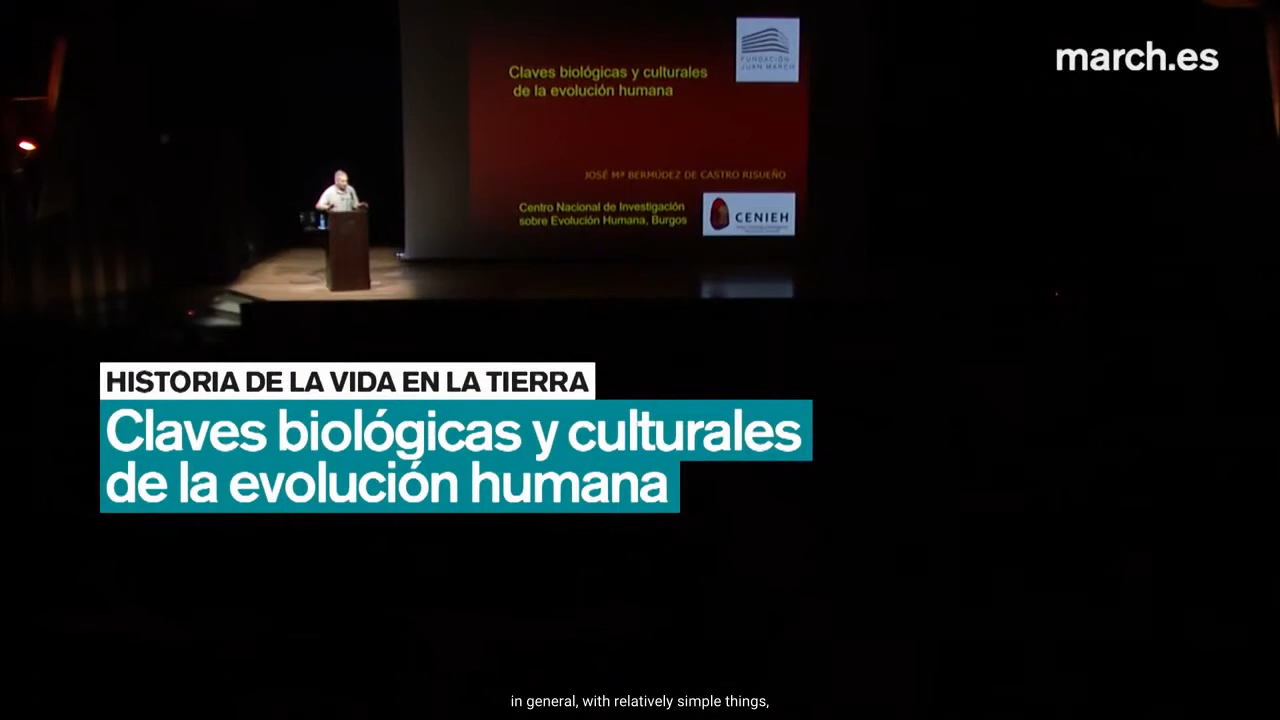 march.es
FUNDACIÓN
JUAN MARCH
Claves biológicas y culturales
de la evolución humana
JOSÉ Mª BERMÚDEZ DE CASTRO RISUEÑO
Centro Nacional de Investigación
sobre Evolución Humana, Burgos
CENIEH
HISTORIA DE LA VIDA EN LA TIERRA
Claves biológicas y culturales
de la evolución humana
in general, with relatively simple things,